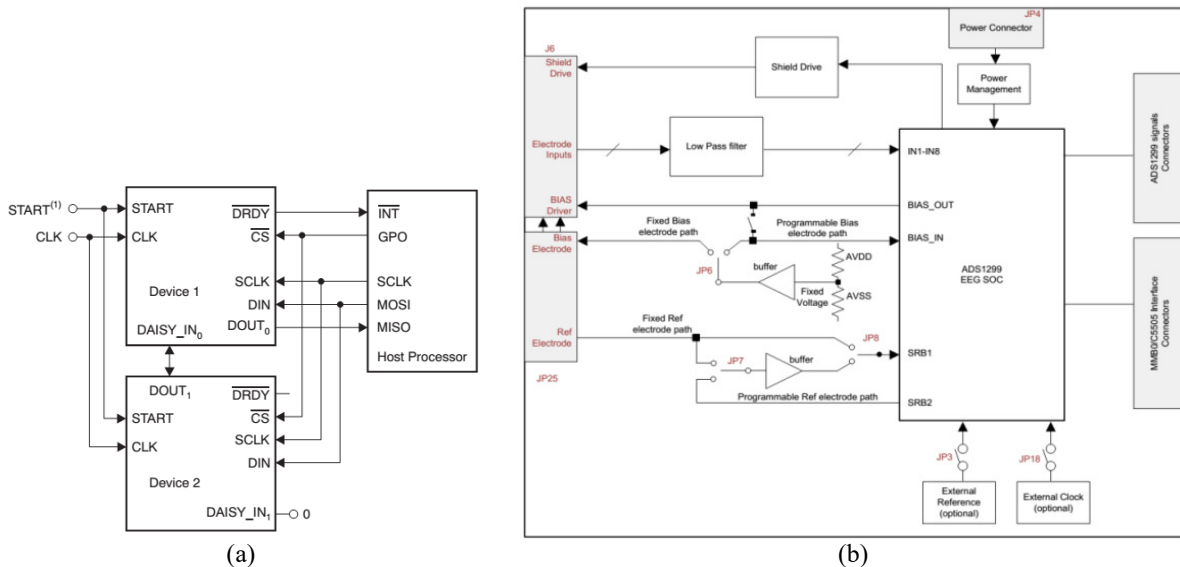 START(1)
CLK
START
CLK
DRDY
CS
SCLK
DIN
DOUT0
Device 1
DAISY_IN0
INT
GPO
SCLK
MOSI
MISO
Host Processor
DOUT1
START
CLK
DRDY
CS
SCLK
DIN
Device 2
DAISY_IN1
0
(a)
JP4
Power Connector
Power
Management
J6
Shield
Drive
Shield Drive
Electrode
Inputs
Low Pass filter
IN1-IN8
BIAS
Driver
BIAS_OUT
Fixed Bias
electrode path
Programmable Bias
electrode path
Bias
Electrode
BIAS_IN
JP6
buffer
AVDD
Fixed
Voltage
AVSS
ADS1299
EEG SOC
Fixed Ref
electrode path
Ref
Electrode
JP8
JP7
buffer
SRB1
Programmable Ref electrode path
SRB2
JP25
JP3
JP18
External
Reference
(optional)
External Clock
(optional)
ADS1299 signals
Connectors
MMB0/C5505 Interface
Connectors
(b)